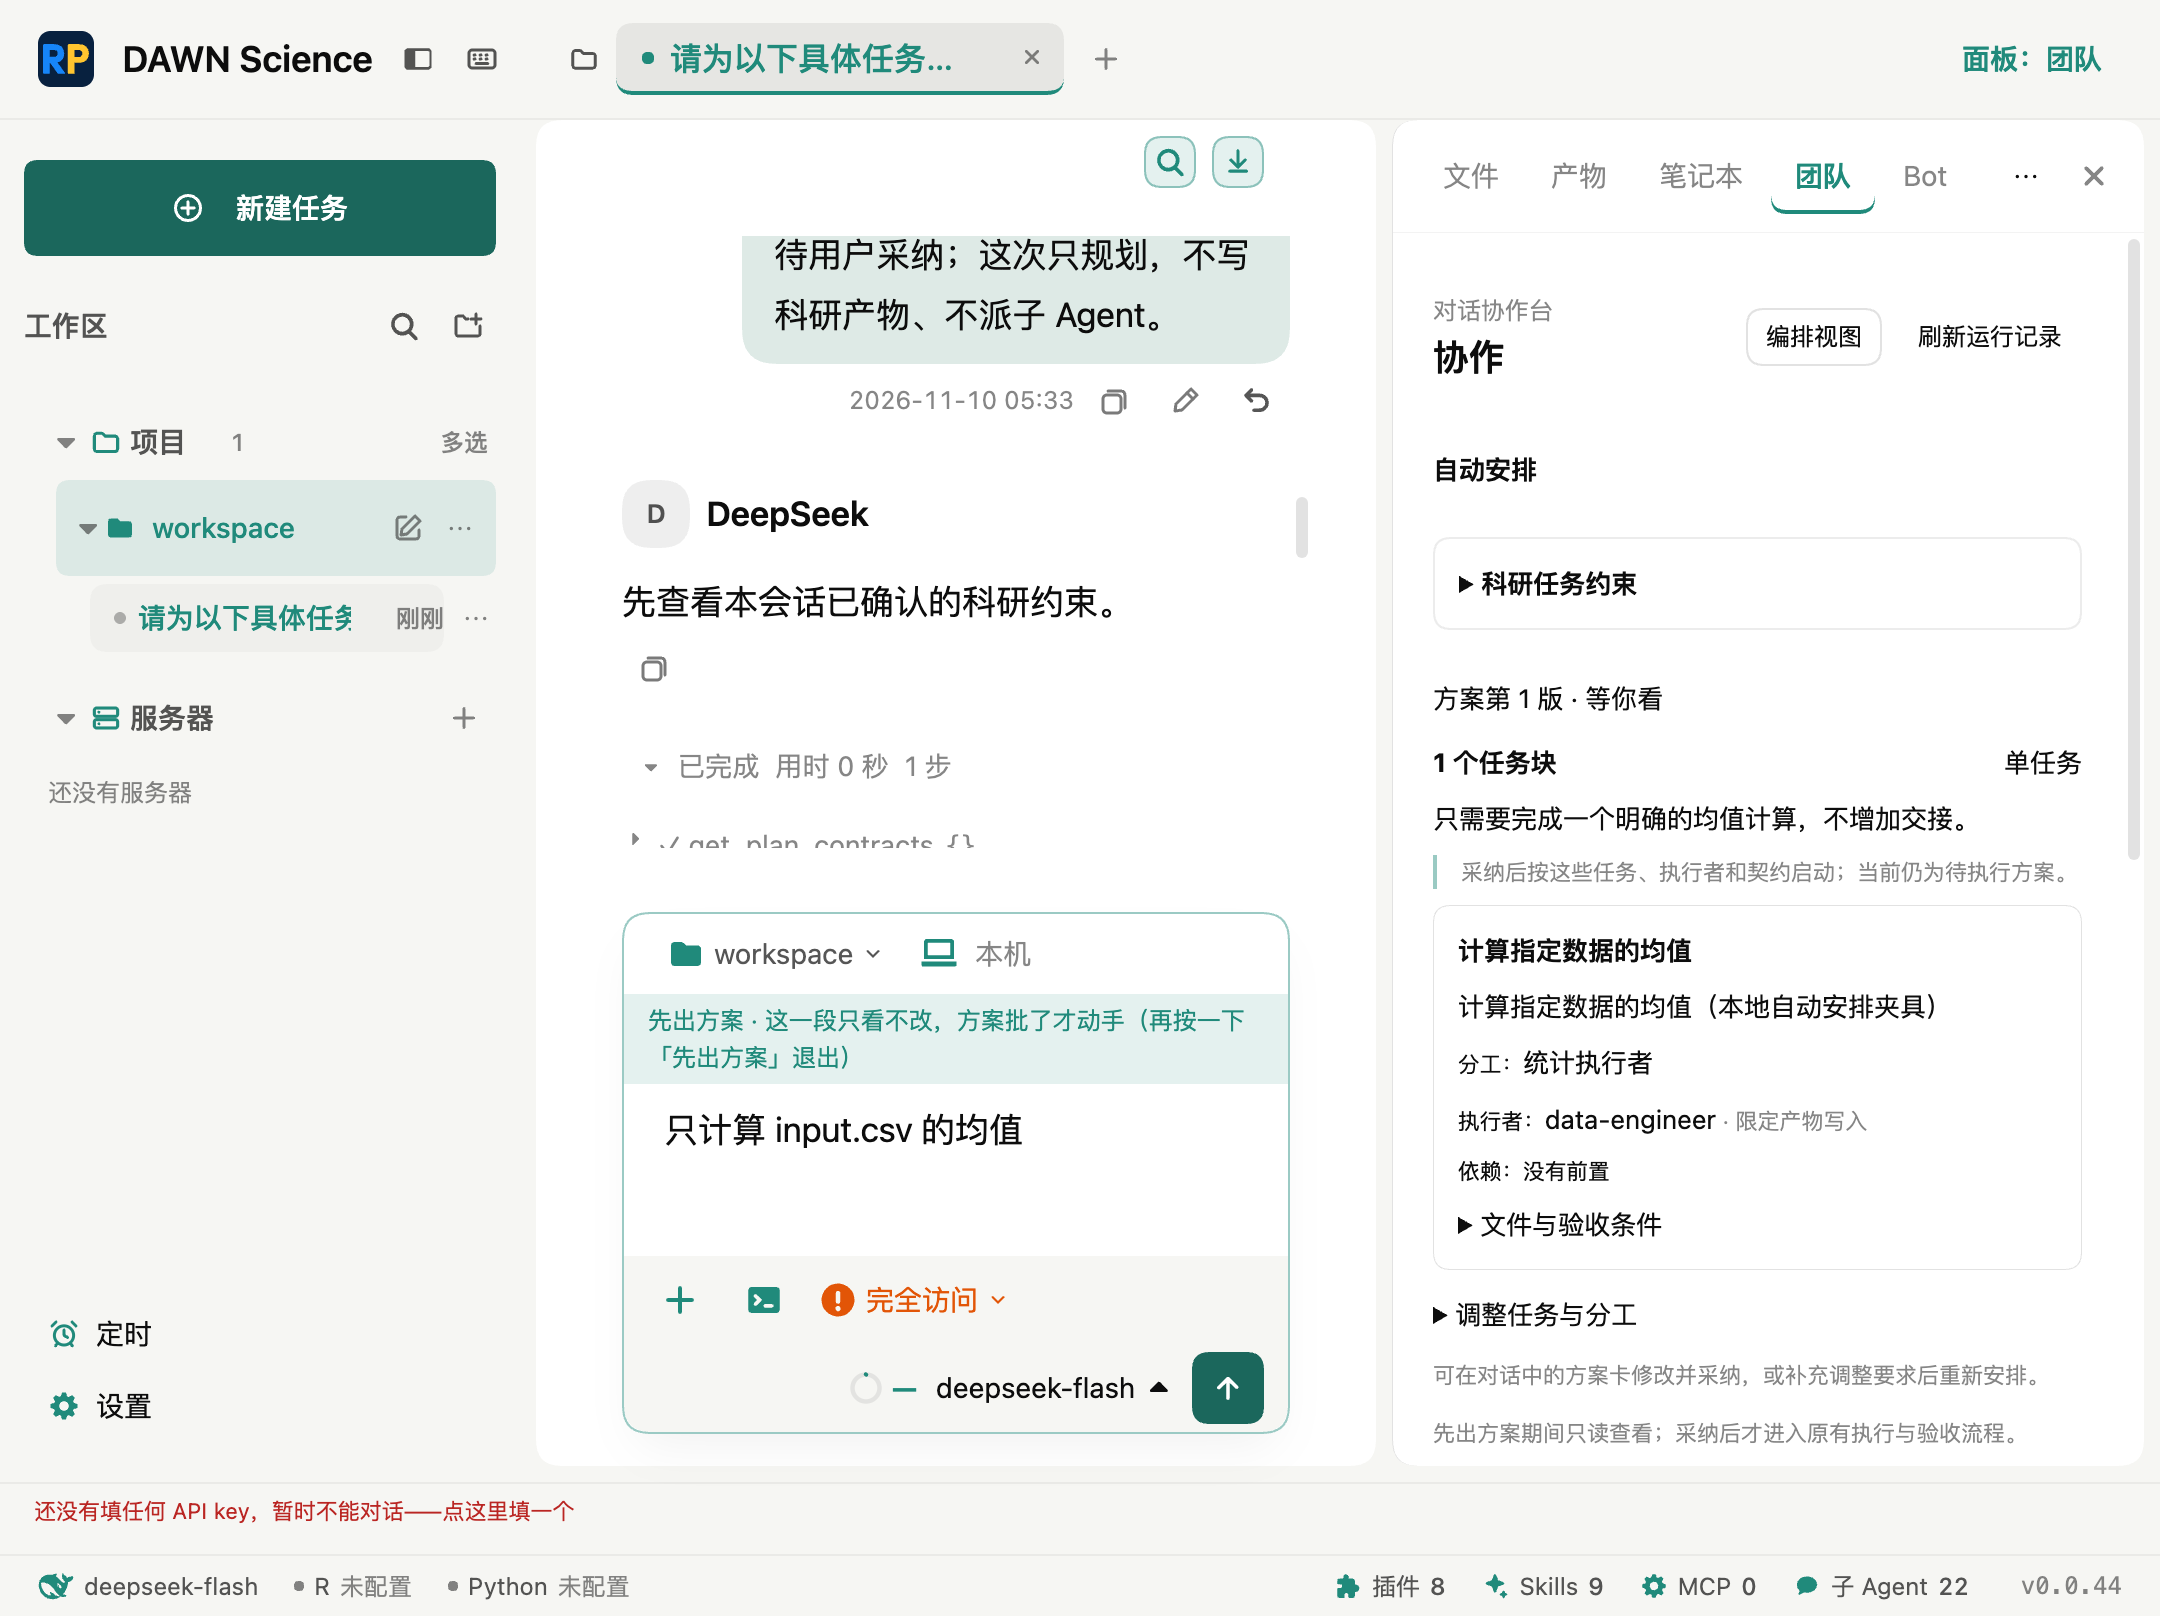 RP
DAWN Science
请为以下具体任务...
面板：团队
新建任务
工作区
项目 1 多选
workspace
请为以下具体任务 刚刚
服务器
还没有服务器
定时
设置
待用户采纳；这次只规划，不写
科研产物、不派子 Agent。
2026-11-10 05:33
D DeepSeek
先查看本会话已确认的科研约束。
已完成 用时 0 秒 1 步
✓ get_plan_contracts {}
workspace 本机
先出方案 · 这一段只看不改，方案批了才动手（再按一下
「先出方案」退出）
只计算 input.csv 的均值
完全访问
deepseek-flash
文件 产物 笔记本 团队 Bot ···
对话协作台
协作
编排视图 刷新运行记录
自动安排
科研任务约束
方案第 1 版 · 等你看
1 个任务块 单任务
只需要完成一个明确的均值计算，不增加交接。
采纳后按这些任务、执行者和契约启动；当前仍为待执行方案。
计算指定数据的均值
计算指定数据的均值（本地自动安排夹具）
分工：统计执行者
执行者：data-engineer · 限定产物写入
依赖：没有前置
文件与验收条件
调整任务与分工
可在对话中的方案卡修改并采纳，或补充调整要求后重新安排。
先出方案期间只读查看；采纳后才进入原有执行与验收流程。
还没有填任何 API key，暂时不能对话——点这里填一个
deepseek-flash R 未配置 Python 未配置 插件 8 Skills 9 MCP 0 子 Agent 22 v0.0.44